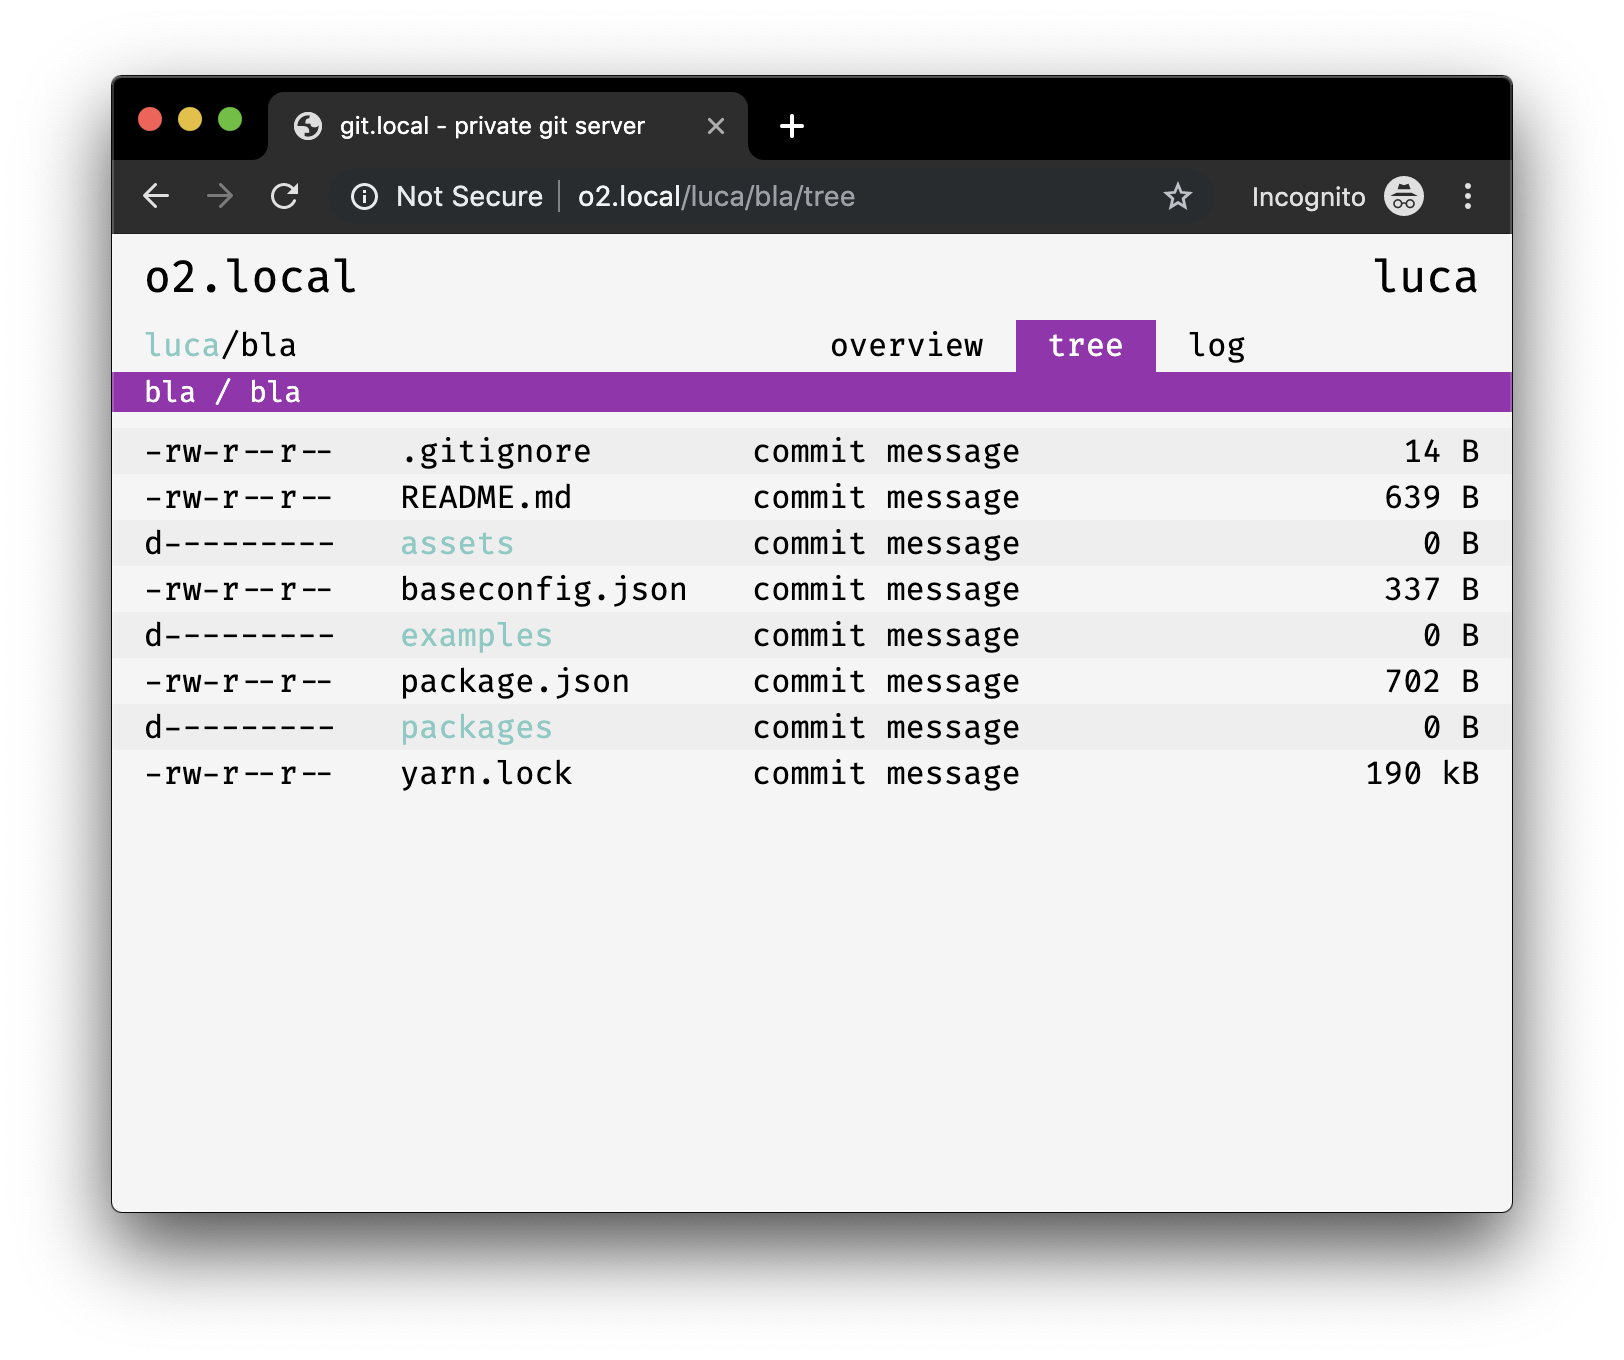 git.local - private git server
Not Secure o2.local/luca/bla/tree Incognito
o2.local luca
luca/bla overview tree log
bla / bla
-rw-r--r-- .gitignore commit message 14 B
-rw-r--r-- README.md commit message 639 B
d--------- assets commit message 0 B
-rw-r--r-- baseconfig.json commit message 337 B
d--------- examples commit message 0 B
-rw-r--r-- package.json commit message 702 B
d--------- packages commit message 0 B
-rw-r--r-- yarn.lock commit message 190 kB